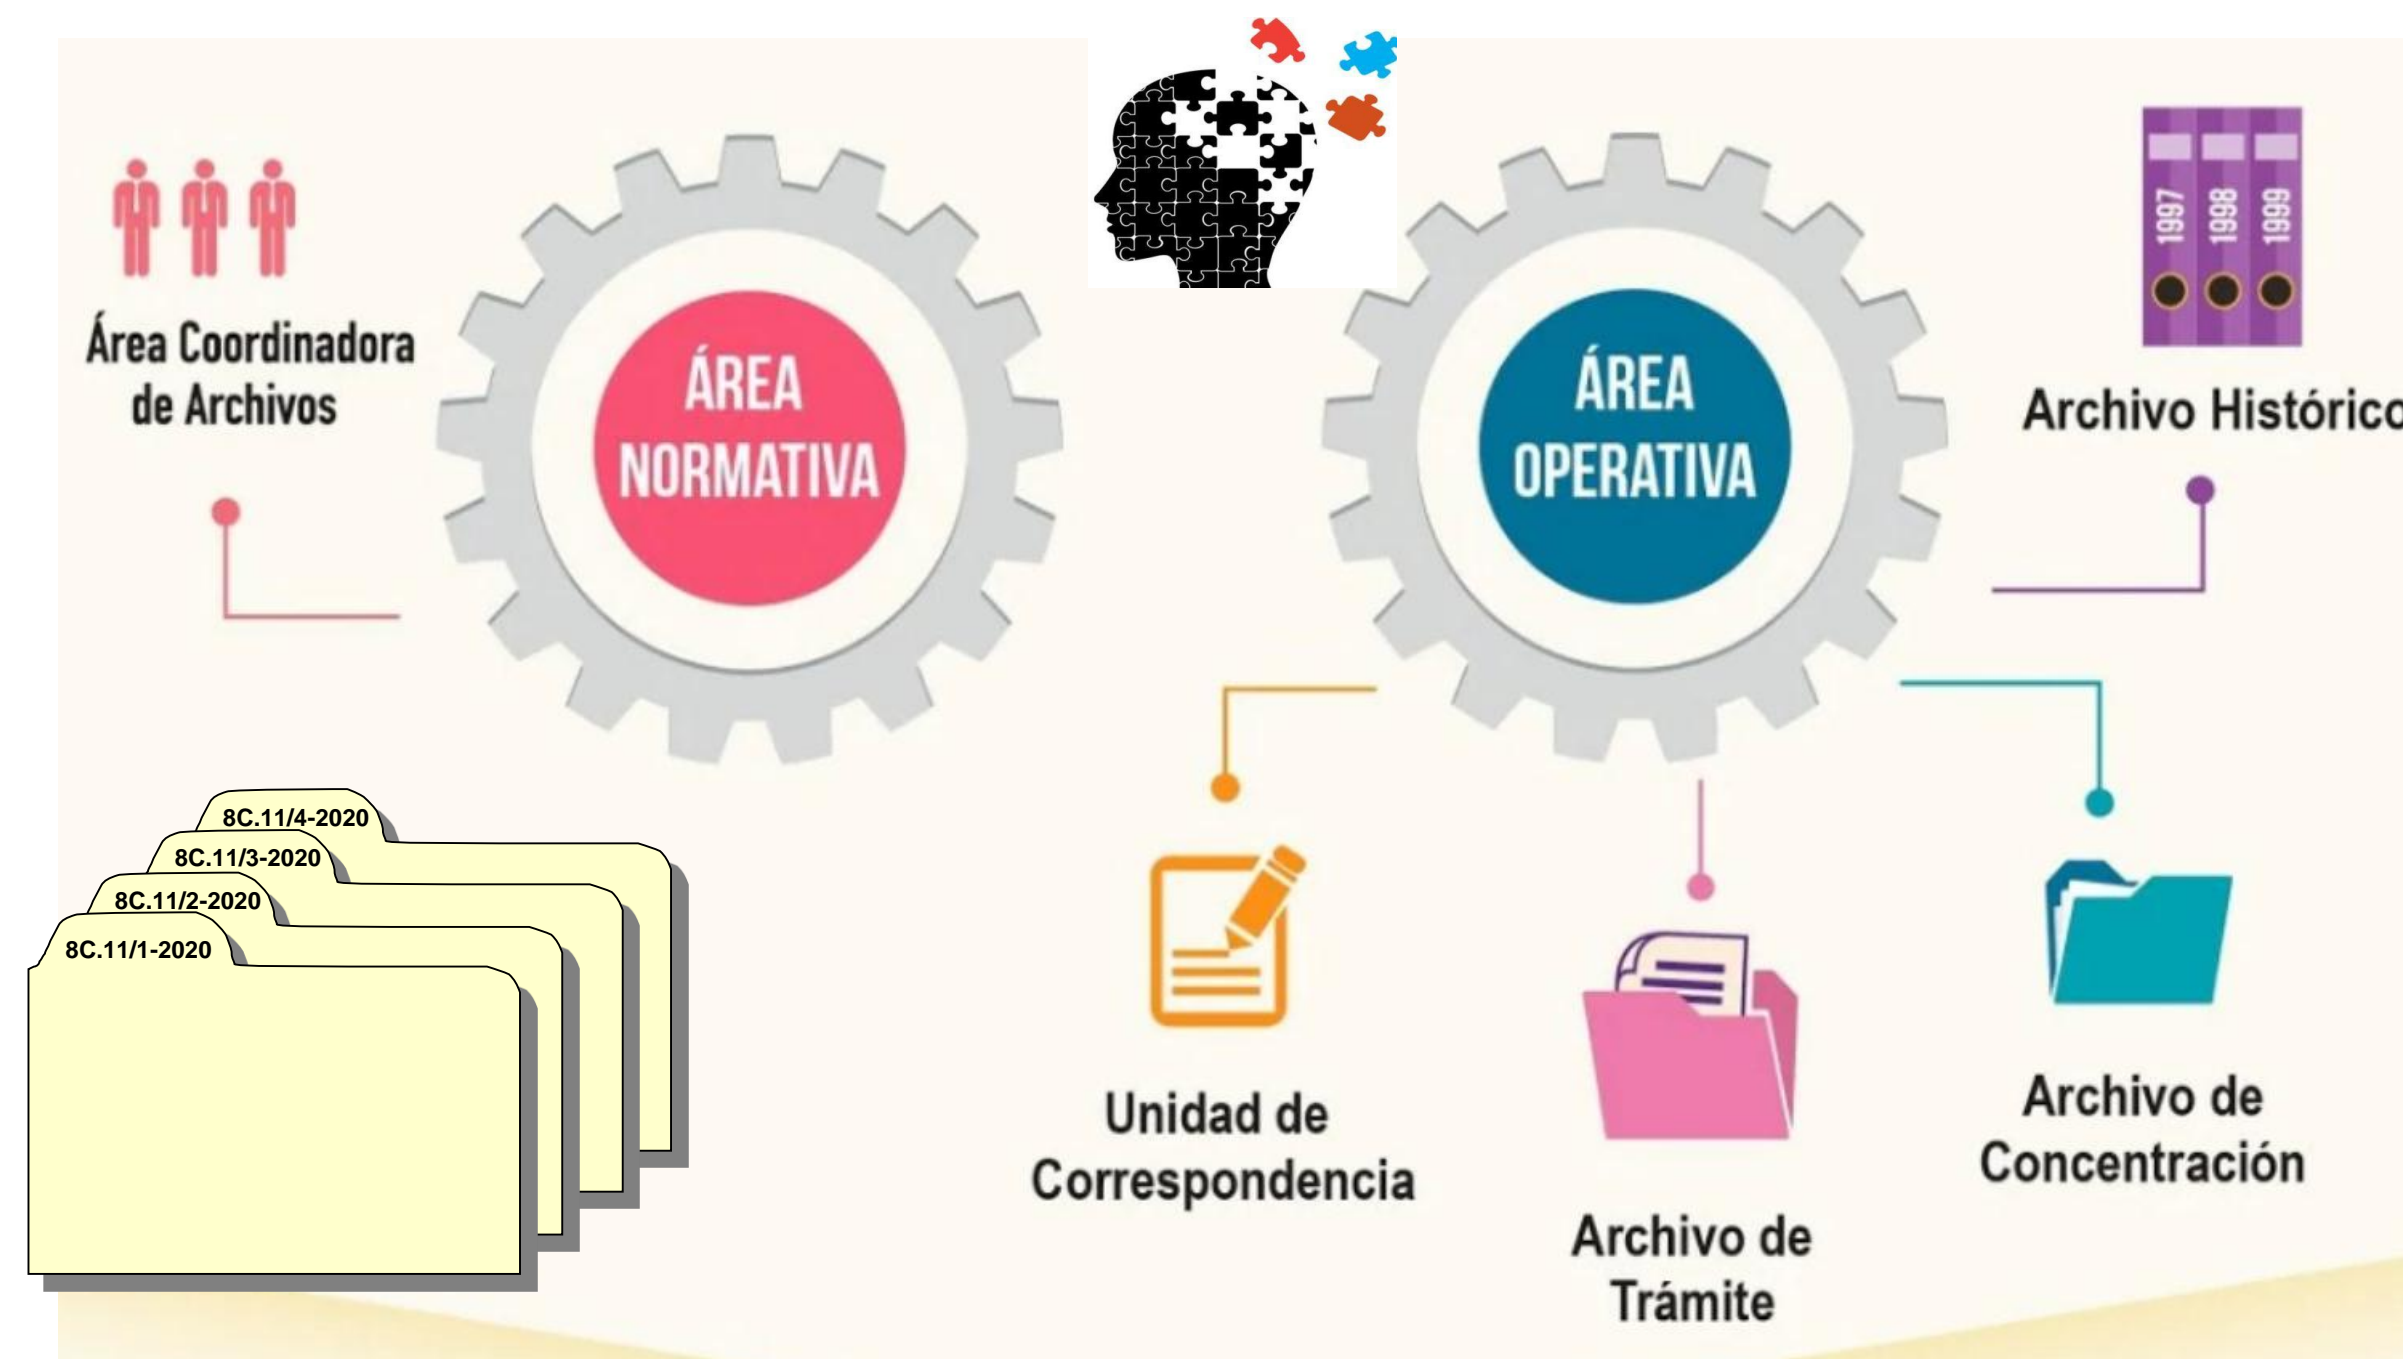 Área Coordinadora
de Archivos
ÁREA
NORMATIVA
ÁREA
OPERATIVA
1997
1998
1999
Archivo Histórico
8C.11/4-2020
8C.11/3-2020
8C.11/2-2020
8C.11/1-2020
Unidad de
Correspondencia
Archivo de
Trámite
Archivo de
Concentración